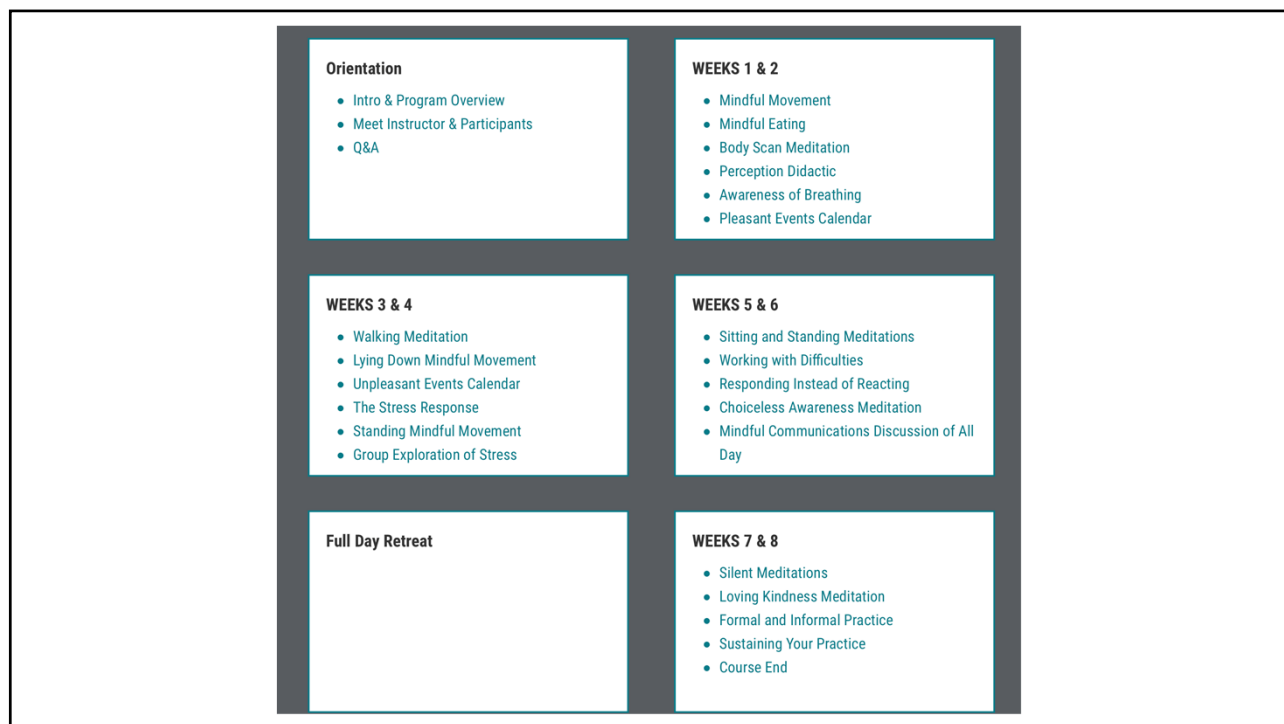 Orientation
• Intro & Program Overview
• Meet Instructor & Participants
• Q&A
WEEKS 1 & 2
• Mindful Movement
• Mindful Eating
• Body Scan Meditation
• Perception Didactic
• Awareness of Breathing
• Pleasant Events Calendar
WEEKS 3 & 4
• Walking Meditation
• Lying Down Mindful Movement
• Unpleasant Events Calendar
• The Stress Response
• Standing Mindful Movement
• Group Exploration of Stress
WEEKS 5 & 6
• Sitting and Standing Meditations
• Working with Difficulties
• Responding Instead of Reacting
• Choiceless Awareness Meditation
• Mindful Communications Discussion of All
Day
Full Day Retreat
WEEKS 7 & 8
• Silent Meditations
• Loving Kindness Meditation
• Formal and Informal Practice
• Sustaining Your Practice
• Course End